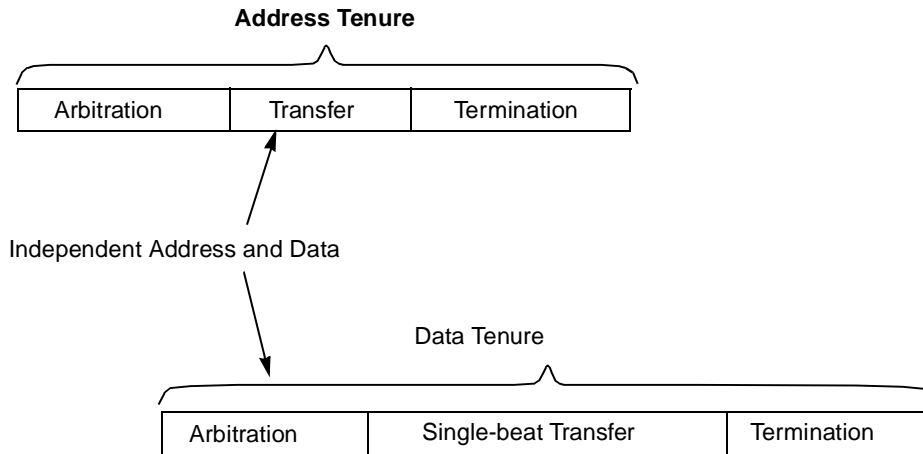 Address Tenure
Arbitration Transfer Termination
Independent Address and Data
Data Tenure
Arbitration Single-beat Transfer Termination